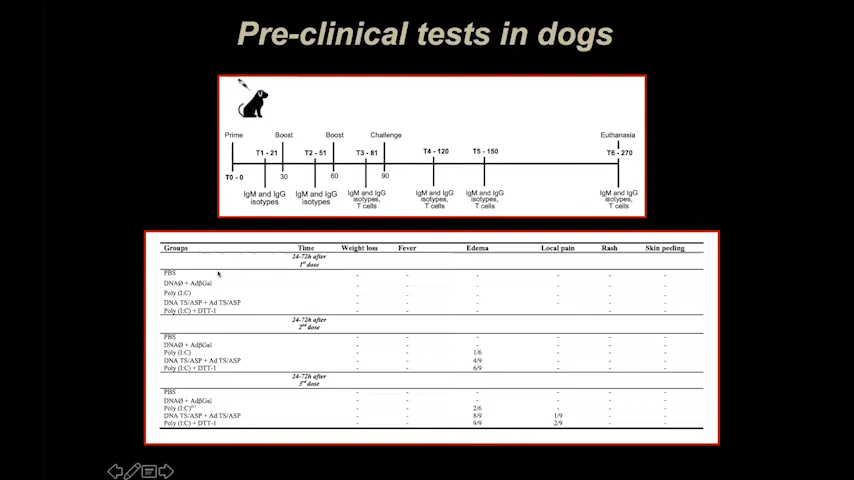 Pre-clinical tests in dogs
Prime Boost Boost Challenge Euthanasia
T1 - 21 T2 - 51 T3 - 81 T4 - 120 T5 - 150 T6 - 270
T0 - 0 30 60 90
IgM and IgG isotypes
IgM and IgG isotypes
IgM and IgG isotypes, T cells
IgM and IgG isotypes, T cells
IgM and IgG isotypes, T cells
IgM and IgG isotypes, T cells
Groups Time Weight loss Fever Edema Local pain Rash Skin peeling
24-72h after
1st dose
PBS - - - - - -
DNAØ + AdβGal - - - - - -
Poly (I:C) - - - - - -
DNA TS/ASP + Ad TS/ASP - - - - - -
Poly (I:C) + DTT-1 - - - - - -
24-72h after
2nd dose
PBS - - - - - -
DNAØ + AdβGal - - - - - -
Poly (I:C) - - 1/6 - - -
DNA TS/ASP + Ad TS/ASP - - 4/9 - - -
Poly (I:C) + DTT-1 - - 6/9 - - -
24-72h after
3rd dose
PBS - - - - - -
DNAØ + AdβGal - - - - - -
Poly (I:C) - - 2/6 - - -
DNA TS/ASP + Ad TS/ASP - - 8/9 1/9 - -
Poly (I:C) + DTT-1 - - 9/9 2/9 - -